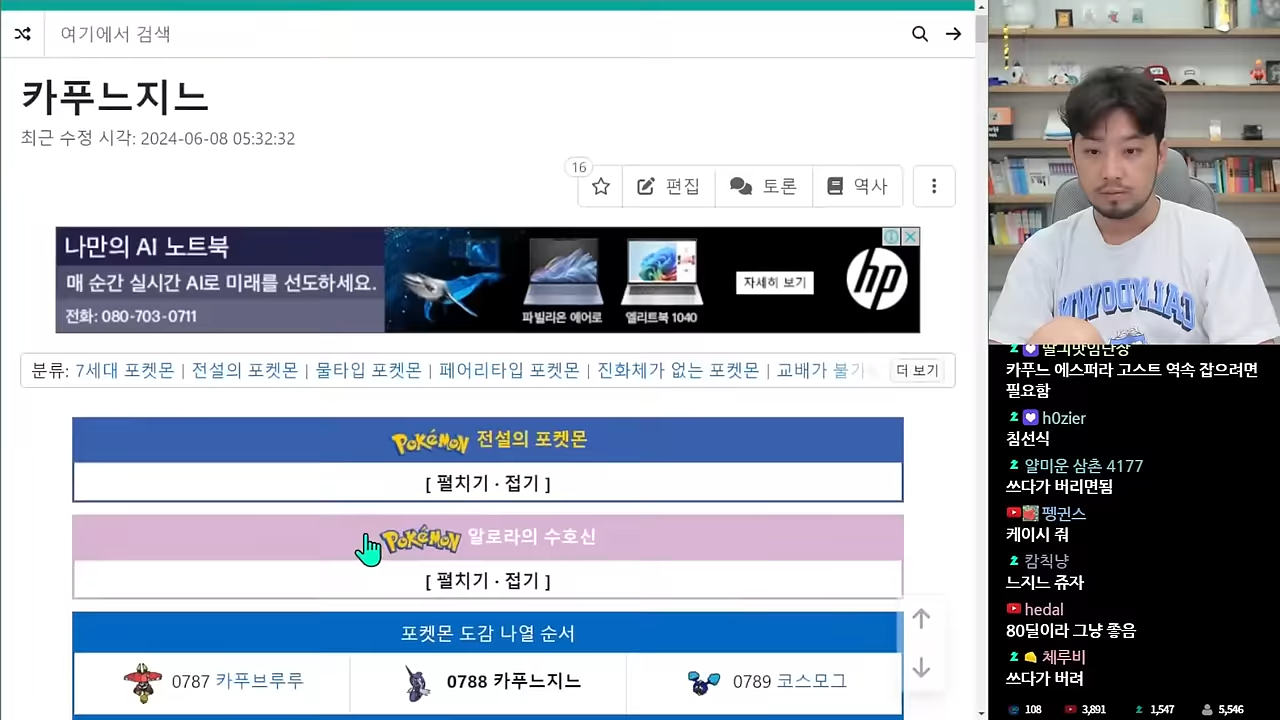 여기에서 검색
카푸느지느
최근 수정 시각: 2024-06-08 05:32:32
16
편집
토론
역사
나만의 AI 노트북
매 순간 실시간 AI로 미래를 선도하세요.
전화: 080-703-0711
파빌리온 에어로
엘리트북 1040
자세히 보기
hp
분류: 7세대 포켓몬 | 전설의 포켓몬 | 물타입 포켓몬 | 페어리타입 포켓몬 | 진화체가 없는 포켓몬 | 교배가 불가
더 보기
POKéMON 전설의 포켓몬
[ 펼치기 · 접기 ]
POKéMON 알로라의 수호신
[ 펼치기 · 접기 ]
포켓몬 도감 나열 순서
0787 카푸브루루
0788 카푸느지느
0789 코스모그
CALMDOWN
카푸느 에스퍼라 고스트 역속 잡으려면
필요함
h0zier
침선식
얄미운 삼촌 4177
쓰다가 버리면됨
펭귄스
케이시 줘
캄칙냥
느지느 쥬자
hedal
80딜이라 그냥 좋음
체루비
쓰다가 버려
108
3,891
1,547
5,546